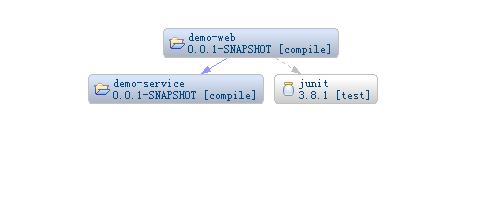 demo-web
0.0.1-SNAPSHOT [compile]
demo-service
0.0.1-SNAPSHOT [compile]
junit
3.8.1 [test]